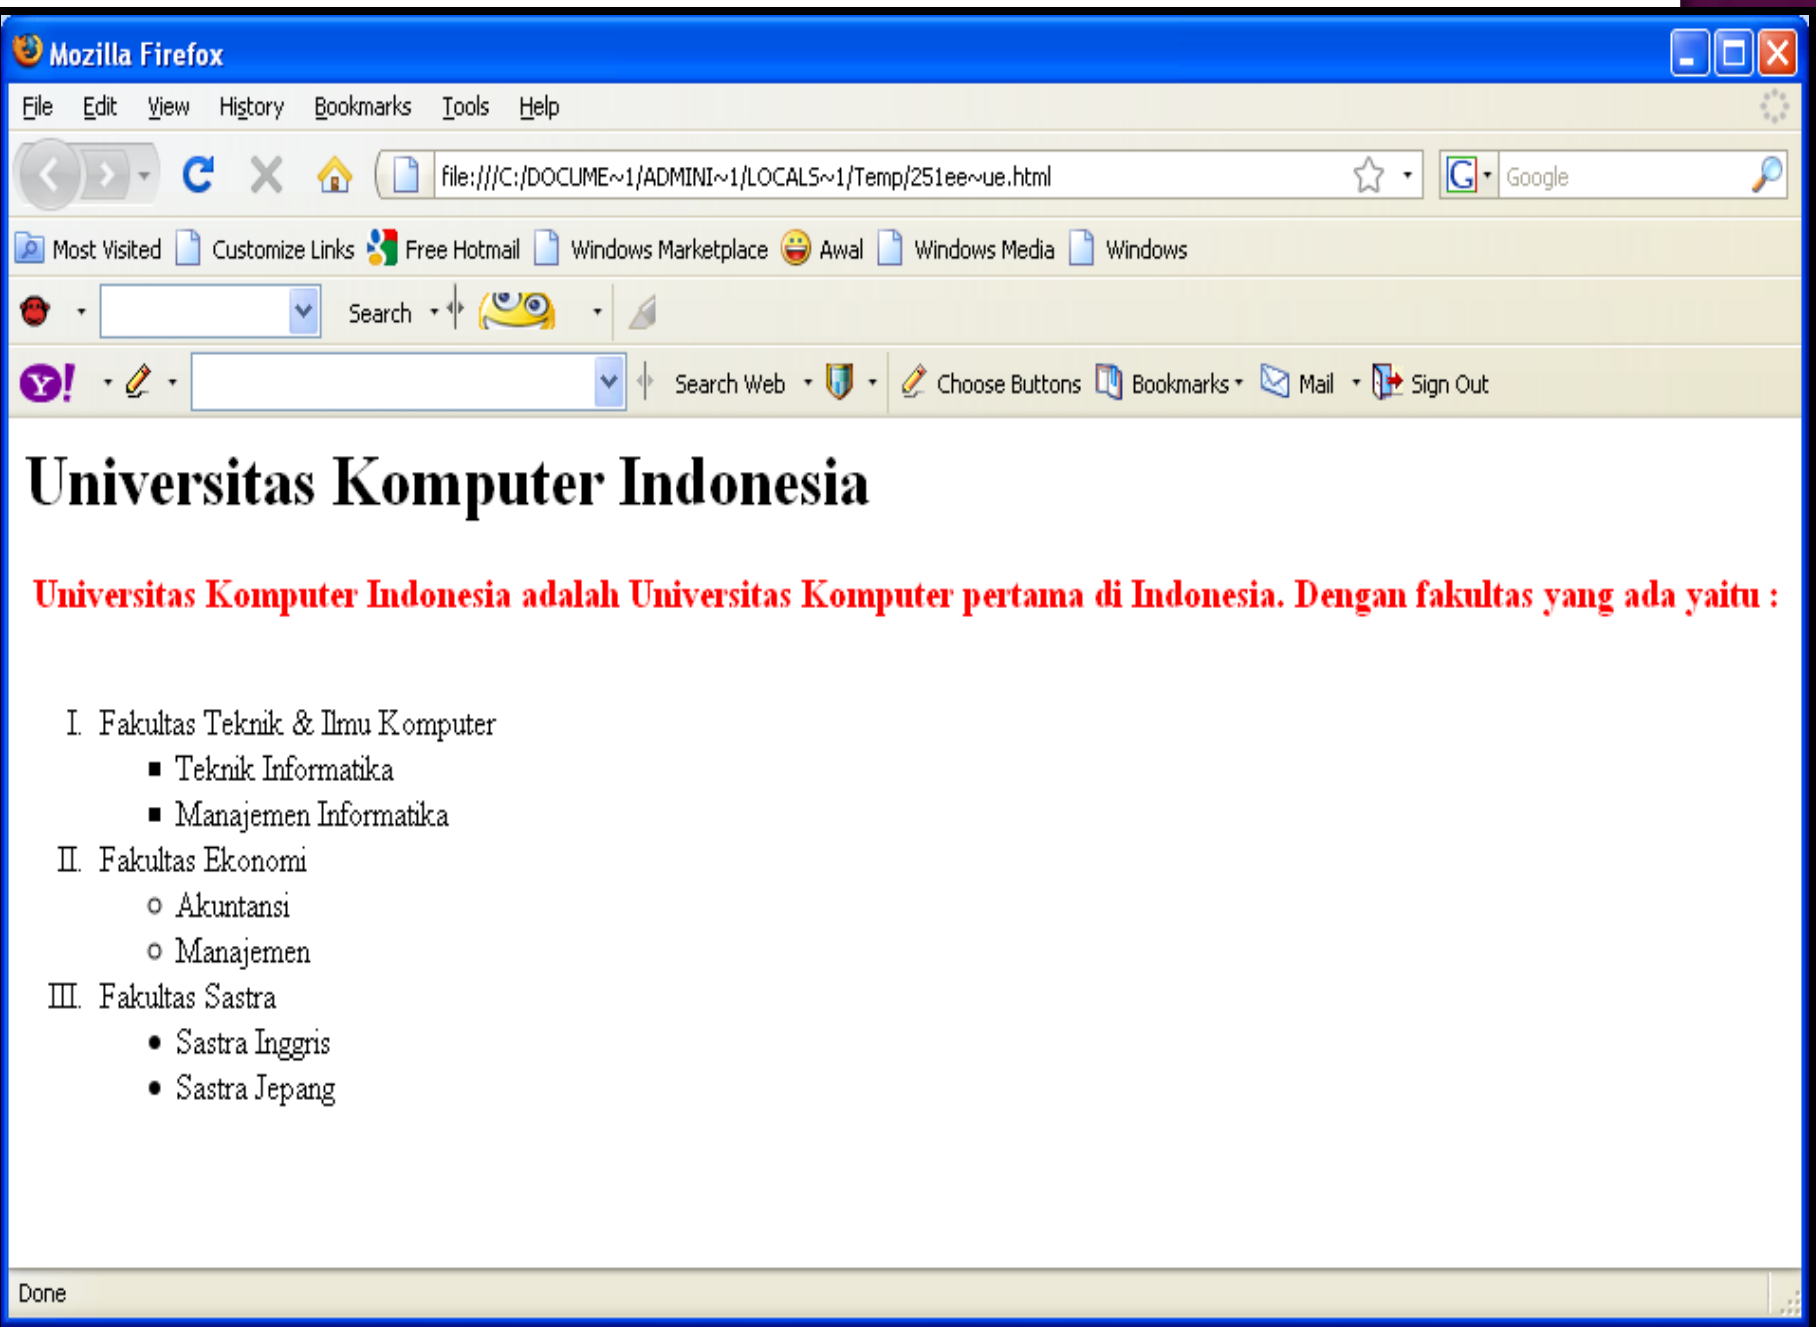 Mozilla Firefox
File Edit View History Bookmarks Tools Help
file:///C:/DOCUME~1/ADMINI~1/LOCALS~1/Temp/251ee~ue.html G Google
Most Visited Customize Links Free Hotmail Windows Marketplace Awal Windows Media Windows
Search
Y! Search Web Choose Buttons Bookmarks Mail Sign Out
Universitas Komputer Indonesia
Universitas Komputer Indonesia adalah Universitas Komputer pertama di Indonesia. Dengan fakultas yang ada yaitu :
I. Fakultas Teknik & Ilmu Komputer
■ Teknik Informatika
■ Manajemen Informatika
II. Fakultas Ekonomi
○ Akuntansi
○ Manajemen
III. Fakultas Sastra
● Sastra Inggris
● Sastra Jepang
Done